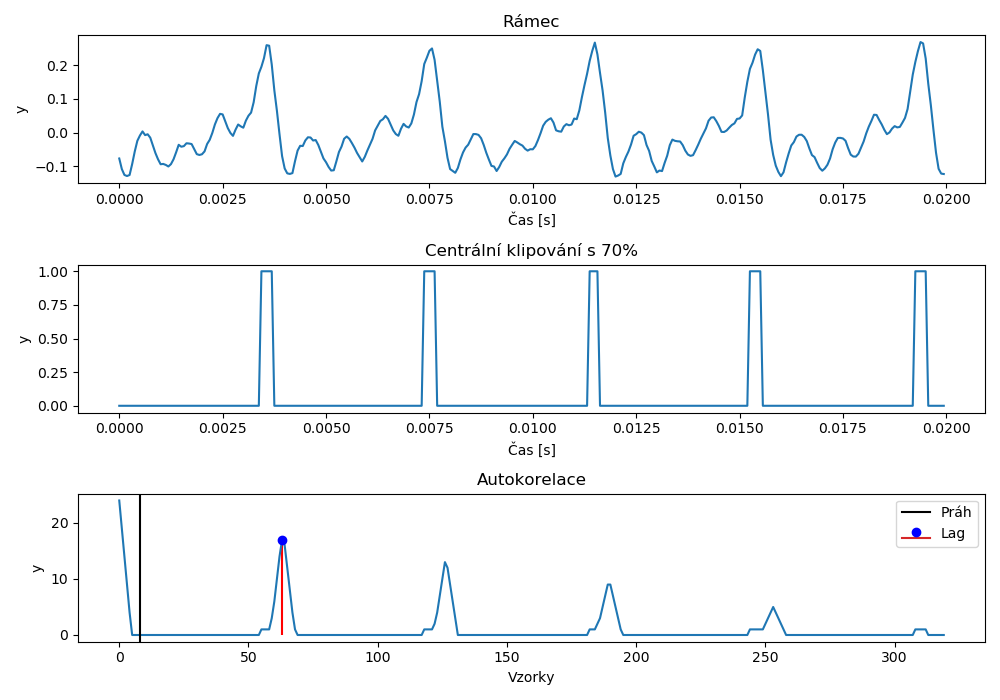 Rámec
y
0.2
0.1
0.0
−0.1
0.0000 0.0025 0.0050 0.0075 0.0100 0.0125 0.0150 0.0175 0.0200
Čas [s]
Centrální klipování s 70%
y
1.00
0.75
0.50
0.25
0.00
0.0000 0.0025 0.0050 0.0075 0.0100 0.0125 0.0150 0.0175 0.0200
Čas [s]
Autokorelace
y
20
10
0
Práh
Lag
0 50 100 150 200 250 300
Vzorky